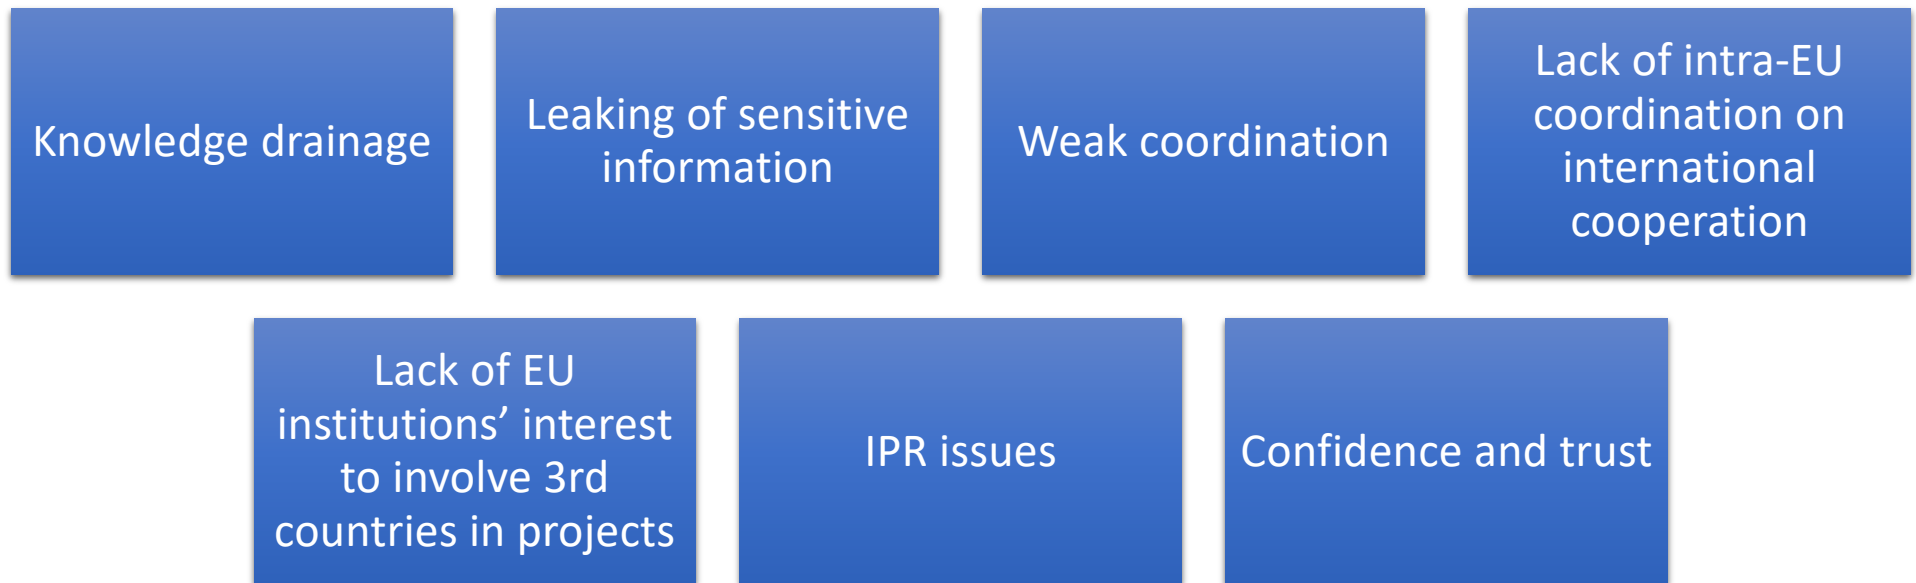 Knowledge drainage
Leaking of sensitive
information
Weak coordination
Lack of intra-EU
coordination on
international
cooperation
Lack of EU
institutions’ interest
to involve 3rd
countries in projects
IPR issues
Confidence and trust